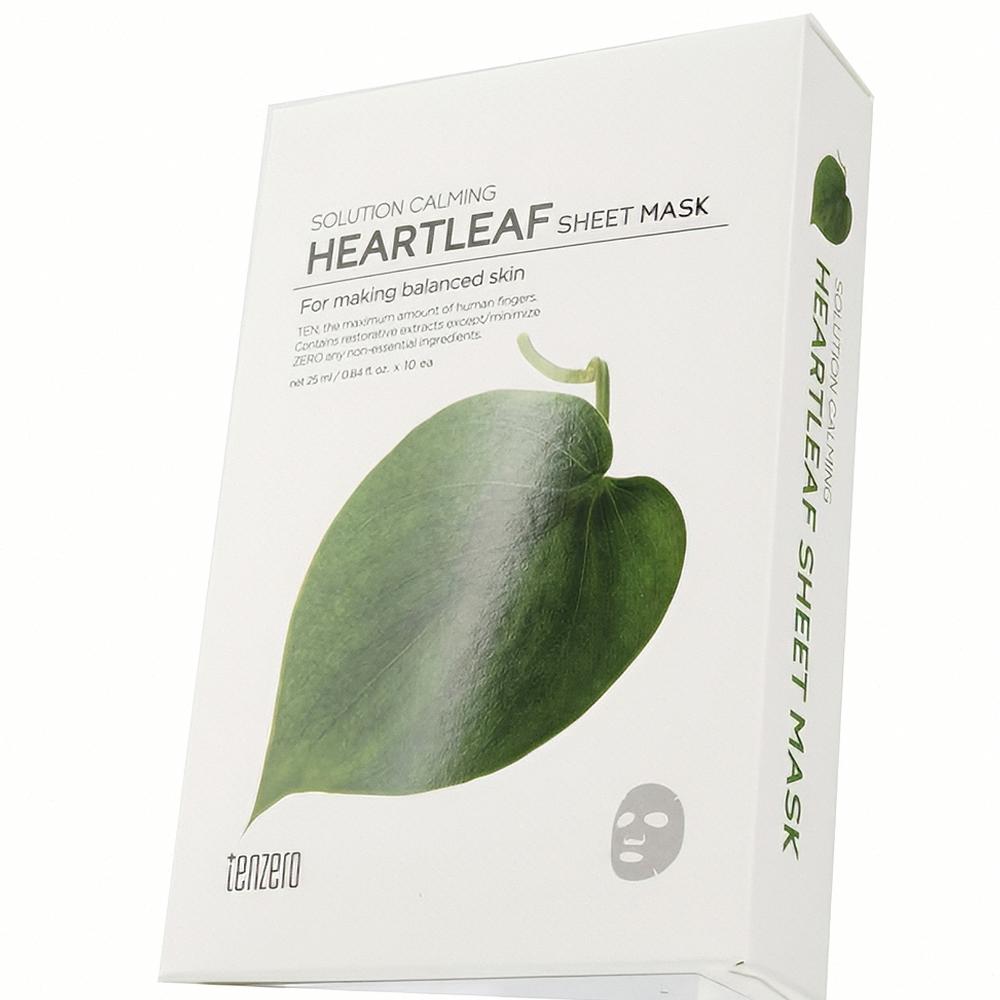 SOLUTION CALMING
HEARTLEAF SHEET MASK
For making balanced skin
TEN, the maximum amount of human fingers.
Contains restorative extracts except/minimize
ZERO any non-essential ingredients.
net 25 ml / 0.84 fl. oz. x 10 ea
tenzero
SOLUTION CALMING
HEARTLEAF SHEET MASK